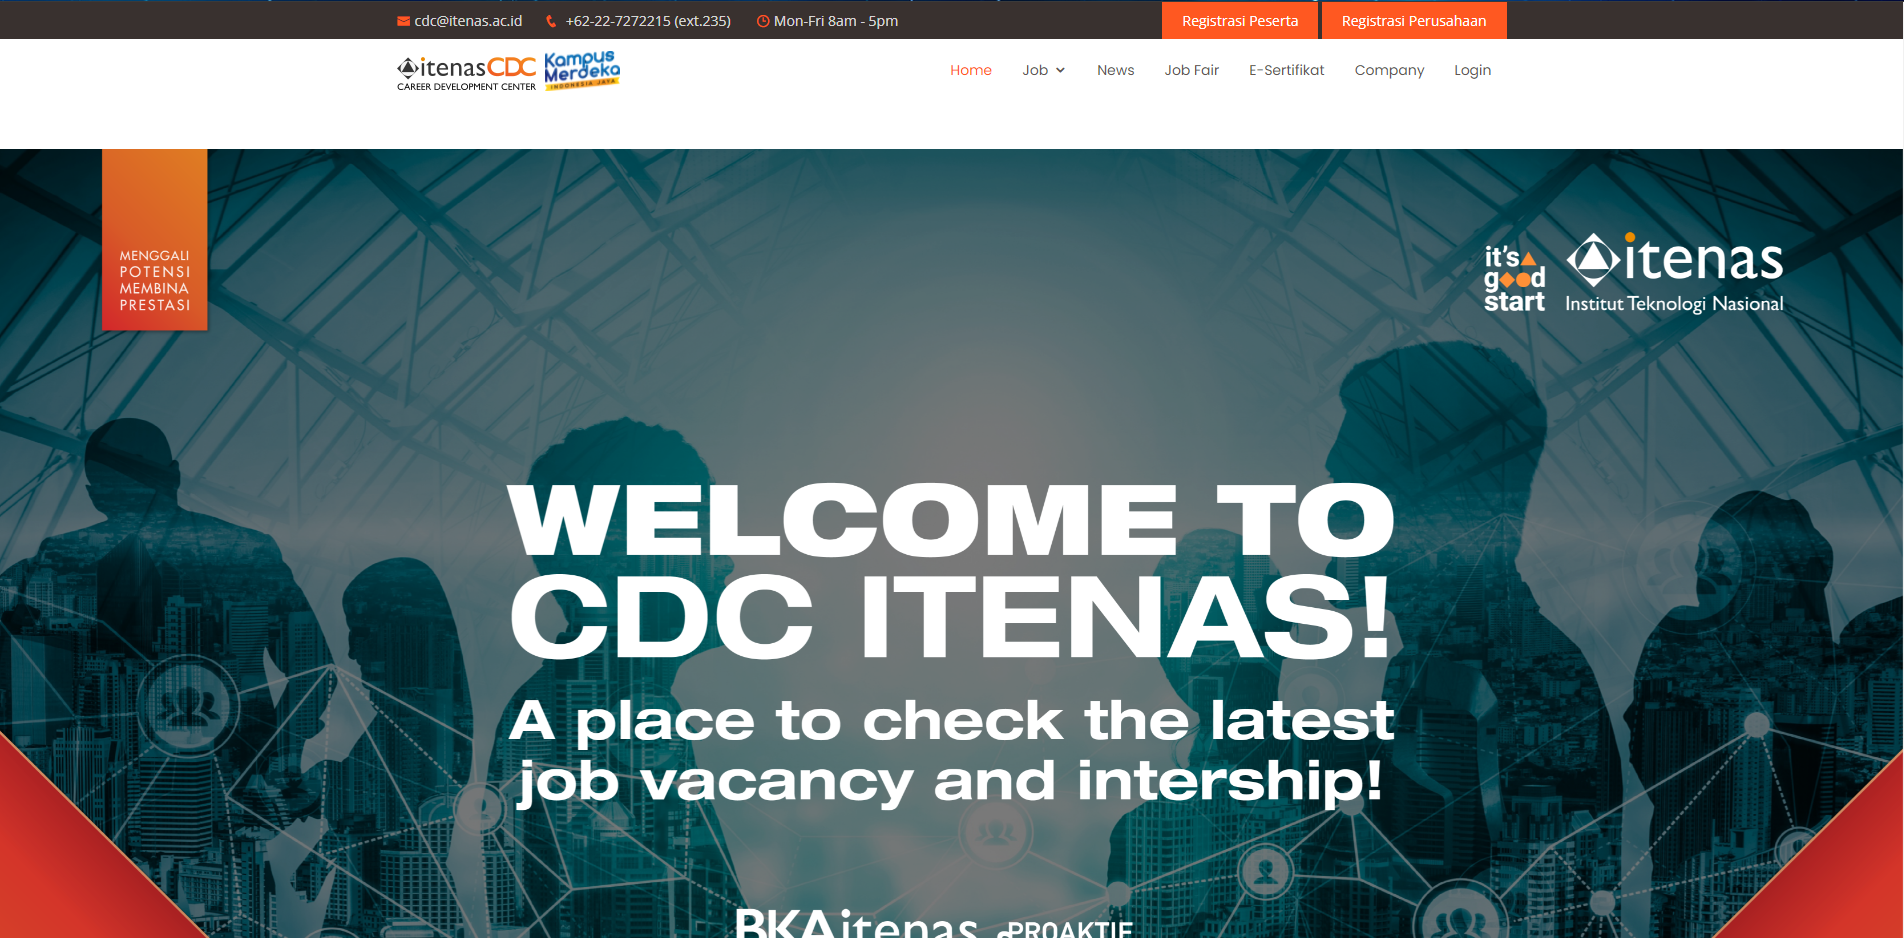 cdc@itenas.ac.id +62-22-7272215 (ext.235) Mon-Fri 8am - 5pm Registrasi Peserta Registrasi Perusahaan
itenas CDC
CAREER DEVELOPMENT CENTER
Kampus
Merdeka
INDONESIA JAYA
Home Job News Job Fair E-Sertifikat Company Login
MENGGALI
POTENSI
MEMBINA
PRESTASI
it's a
good
start
itenas
Institut Teknologi Nasional
WELCOME TO
CDC ITENAS!
A place to check the latest
job vacancy and intership!
BKAitenas PROAKTIF